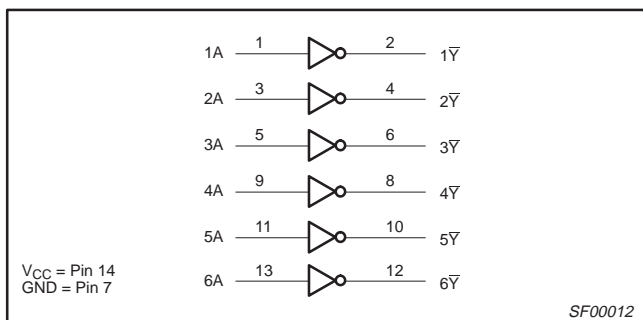 1A 1 2 1Y̅
2A 3 4 2Y̅
3A 5 6 3Y̅
4A 9 8 4Y̅
5A 11 10 5Y̅
6A 13 12 6Y̅
VCC = Pin 14
GND = Pin 7
SF00012